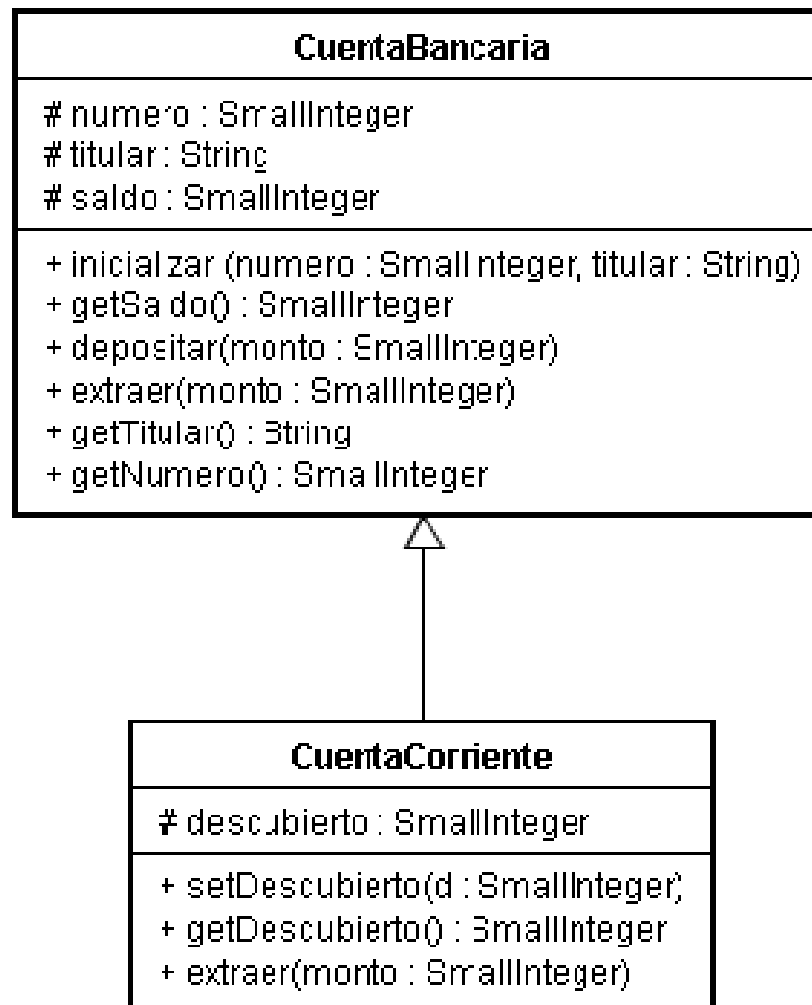 CuentaBancaria
# numero : SmallInteger
# titular : String
# saldo : SmallInteger
+ inicializar (numero : SmallInteger, titular : String)
+ getSaldo() : SmallInteger
+ depositar(monto : SmallInteger)
+ extraer(monto : SmallInteger)
+ getTitular() : String
+ getNumero() : SmallInteger
CuentaCorriente
# descubierto : SmallInteger
+ setDescubierto(d : SmallInteger)
+ getDescubierto() : SmallInteger
+ extraer(monto : SmallInteger)